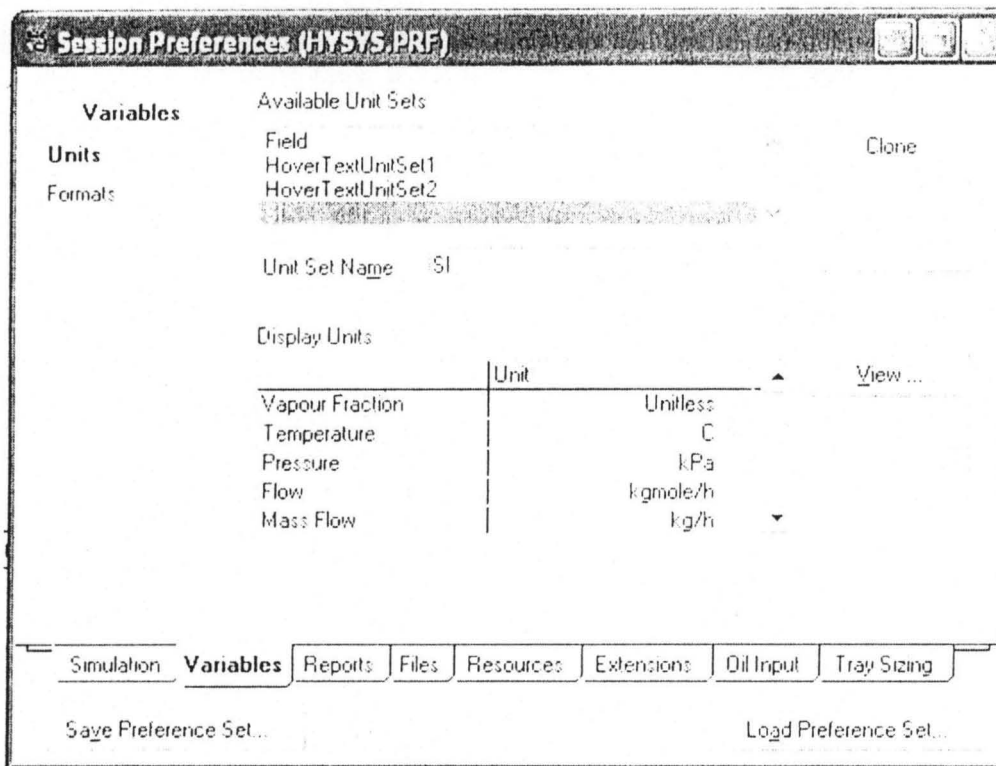 Session Preferences (HYSYS.PRF)
Variables
Units
Formats
Available Unit Sets
Field
HoverTextUnitSet1
HoverTextUnitSet2
Clone
Unit Set Name SI
Display Units
Unit
View ...
Vapour Fraction Unitless
Temperature C
Pressure kPa
Flow kgmole/h
Mass Flow kg/h
Simulation Variables Reports Files Resources Extensions Oil Input Tray Sizing
Save Preference Set... Load Preference Set...